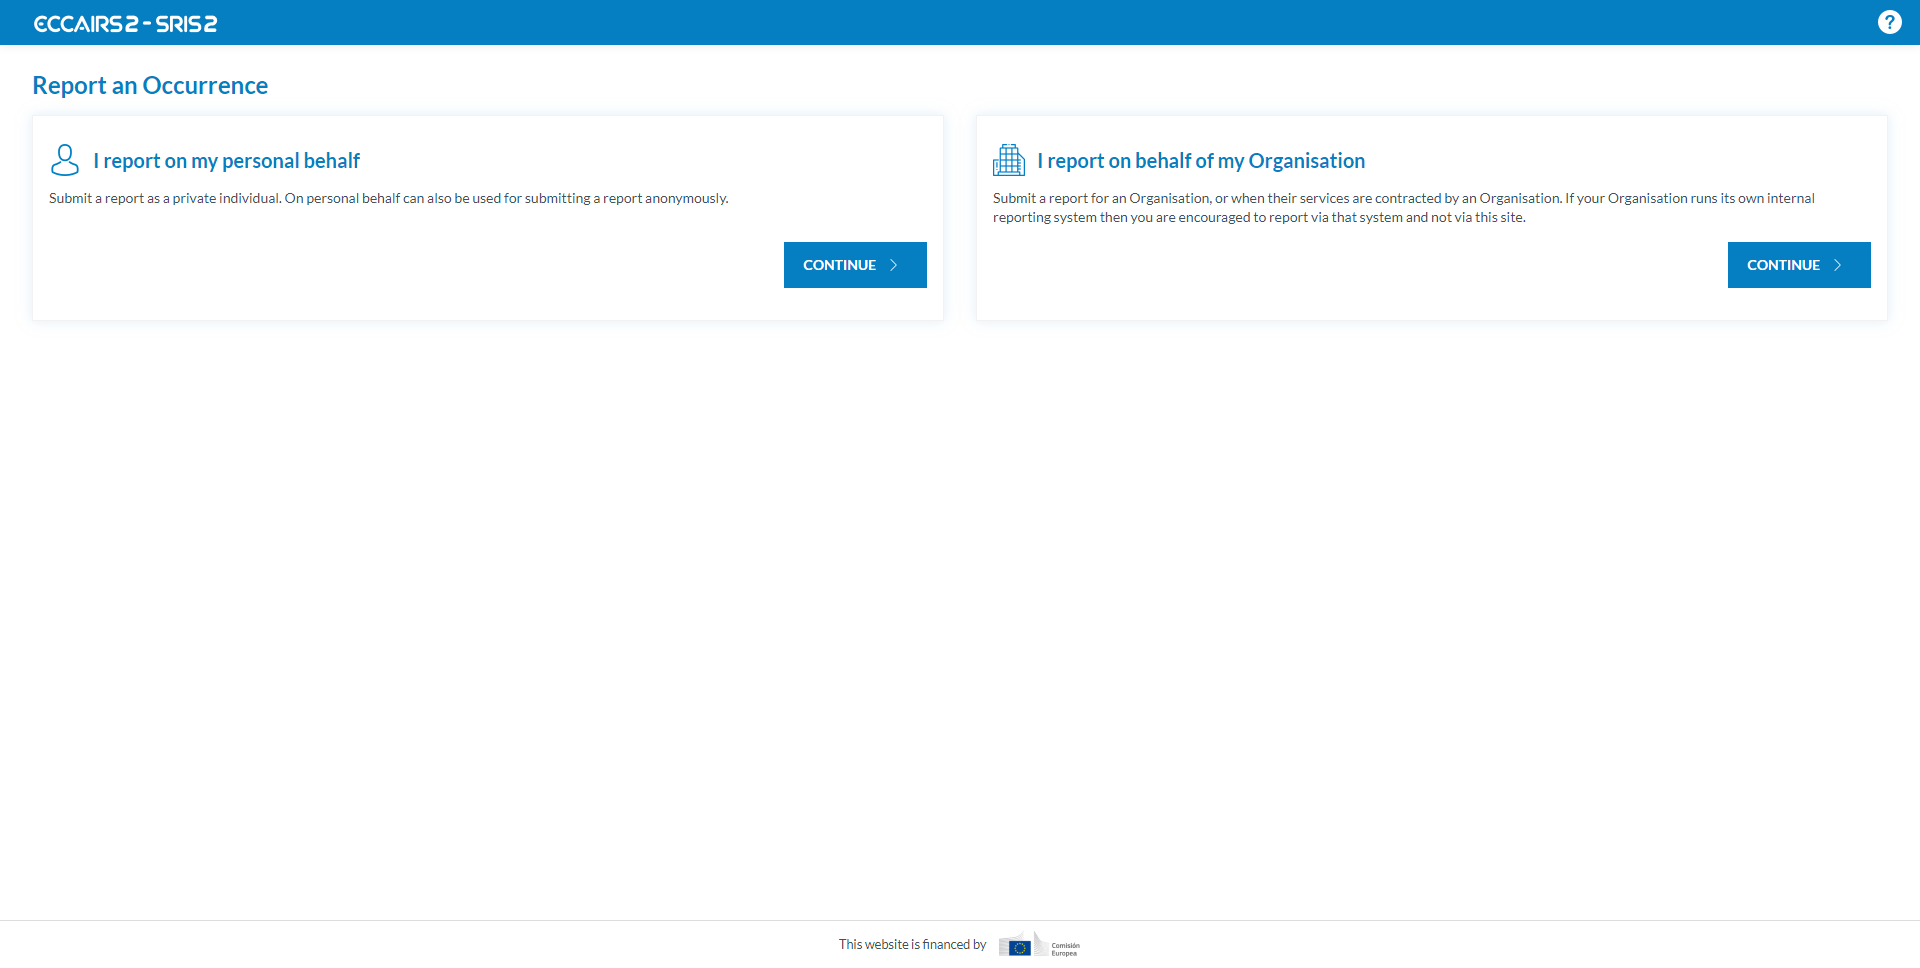 ECCAIRS 2 - SRIS 2
?
Report an Occurrence
I report on my personal behalf
Submit a report as a private individual. On personal behalf can also be used for submitting a report anonymously.
CONTINUE
I report on behalf of my Organisation
Submit a report for an Organisation, or when their services are contracted by an Organisation. If your Organisation runs its own internal
reporting system then you are encouraged to report via that system and not via this site.
CONTINUE
This website is financed by
Comisión
Europea